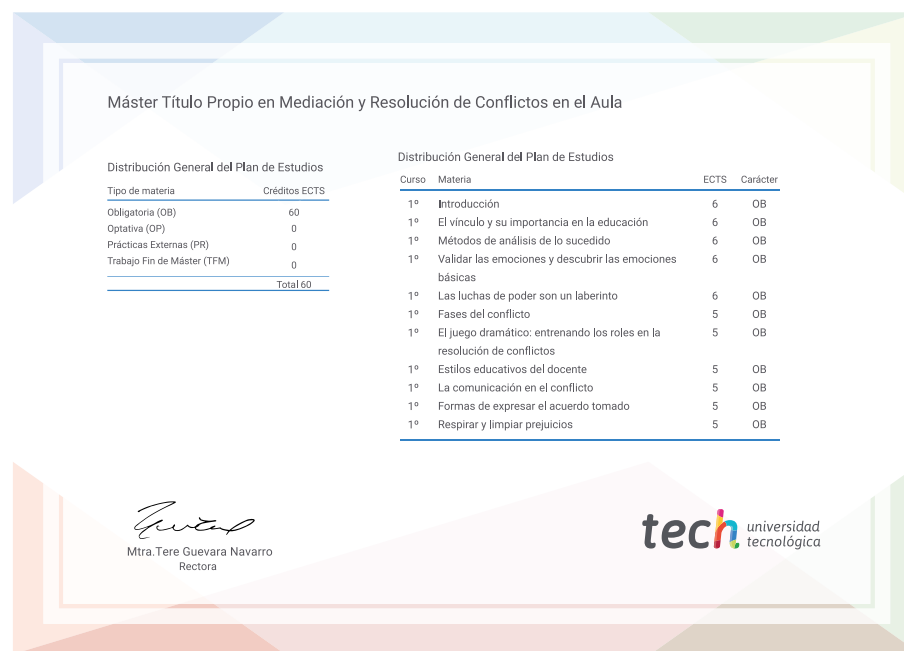 Máster Título Propio en Mediación y Resolución de Conflictos en el Aula
Distribución General del Plan de Estudios
Tipo de materia Créditos ECTS
Obligatoria (OB) 60
Optativa (OP) 0
Prácticas Externas (PR) 0
Trabajo Fin de Máster (TFM) 0
Total 60
Distribución General del Plan de Estudios
Curso Materia ECTS Carácter
1º Introducción 6 OB
1º El vínculo y su importancia en la educación 6 OB
1º Métodos de análisis de lo sucedido 6 OB
1º Validar las emociones y descubrir las emociones 6 OB
básicas
1º Las luchas de poder son un laberinto 6 OB
1º Fases del conflicto 5 OB
1º El juego dramático: entrenando los roles en la 5 OB
resolución de conflictos
1º Estilos educativos del docente 5 OB
1º La comunicación en el conflicto 5 OB
1º Formas de expresar el acuerdo tomado 5 OB
1º Respirar y limpiar prejuicios 5 OB
Mtra.Tere Guevara Navarro
Rectora
tech universidad
tecnológica